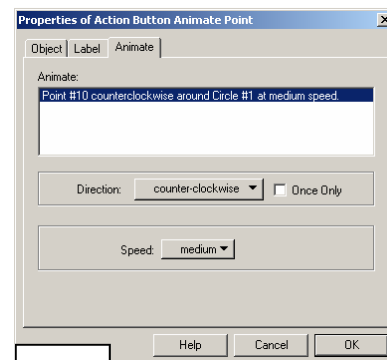 Properties of Action Button Animate Point
Object Label Animate
Animate:
Point #10 counterclockwise around Circle #1 at medium speed.
Direction: counter-clockwise Once Only
Speed: medium
Help Cancel OK